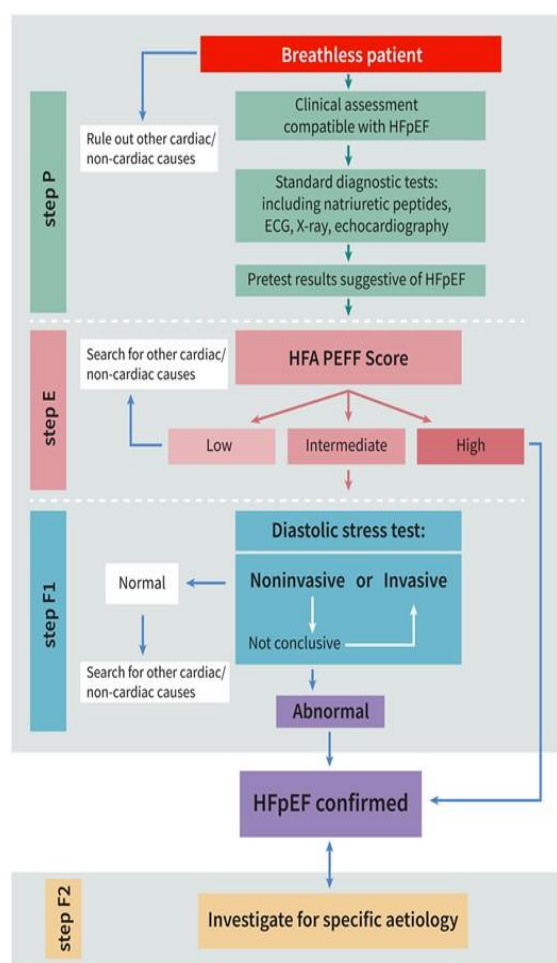 Breathless patient
Rule out other cardiac/
non-cardiac causes
step P
Clinical assessment
compatible with HFpEF
Standard diagnostic tests:
including natriuretic peptides,
ECG, X-ray, echocardiography
Pretest results suggestive of HFpEF
step E
Search for other cardiac/
non-cardiac causes
HFA PEFF Score
Low
Intermediate
High
step F1
Diastolic stress test:
Noninvasive or Invasive
Not conclusive
Normal
Search for other cardiac/
non-cardiac causes
Abnormal
HFpEF confirmed
step F2
Investigate for specific aetiology